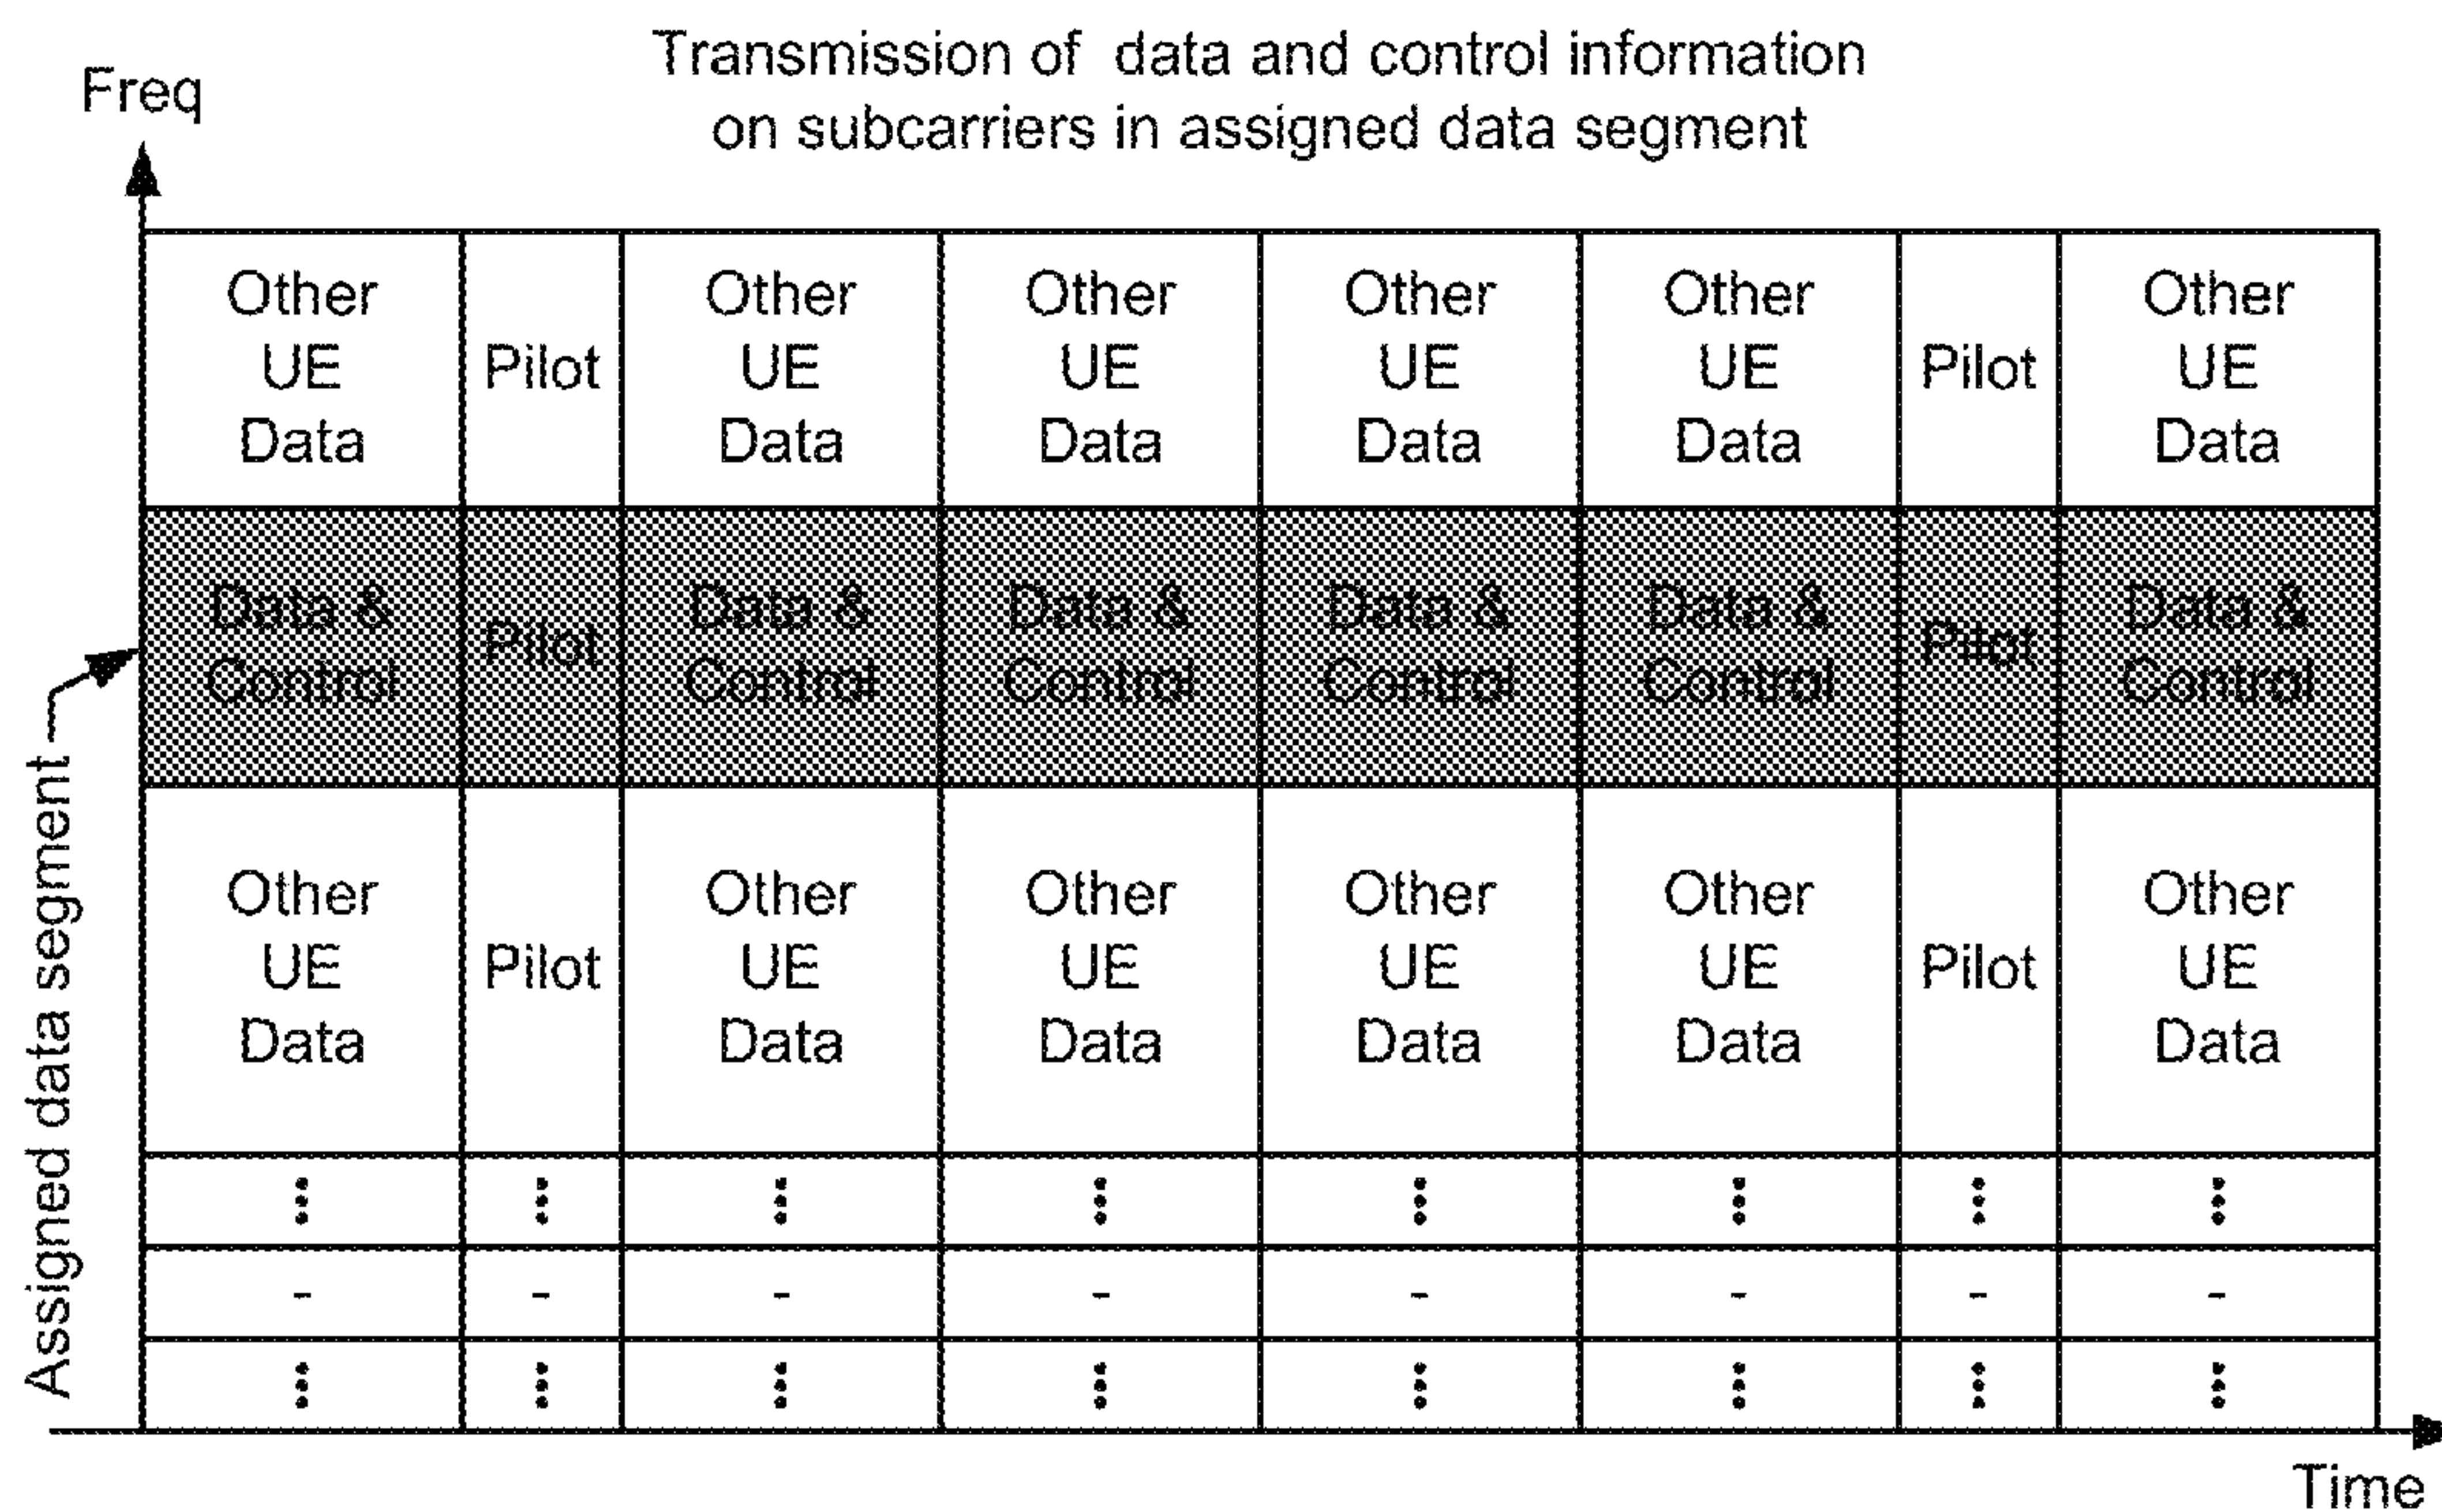 Transmission of data and control information
on subcarriers in assigned data segment
Freq
Other Other Other Other Other Other
UE Pilot UE UE UE UE Pilot UE
Data Data Data Data Data Data
Data & Data & Data & Data & Data & Data &
Pilot Pilot
Control Control Control Control Control Control
Other Other Other Other Other Other
UE Pilot UE UE UE UE Pilot UE
Data Data Data Data Data Data
- - - - - - - -
Assigned data segment
Time